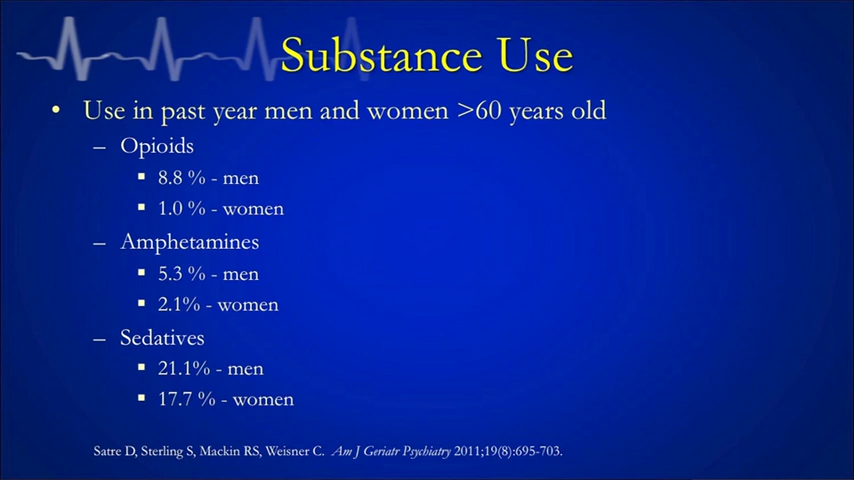 Substance Use
• Use in past year men and women >60 years old
– Opioids
▪ 8.8 % - men
▪ 1.0 % - women
– Amphetamines
▪ 5.3 % - men
▪ 2.1% - women
– Sedatives
▪ 21.1% - men
▪ 17.7 % - women
Satre D, Sterling S, Mackin RS, Weisner C. Am J Geriatr Psychiatry 2011;19(8):695-703.